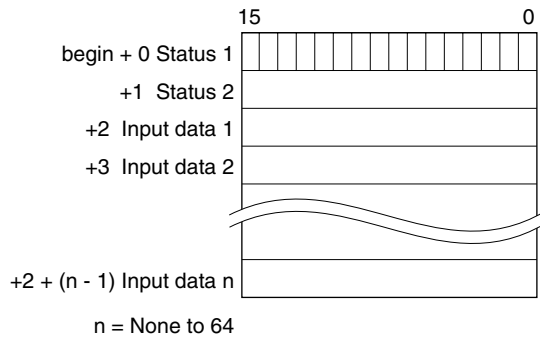 15 0
begin + 0 Status 1
+1 Status 2
+2 Input data 1
+3 Input data 2
+2 + (n - 1) Input data n
n = None to 64